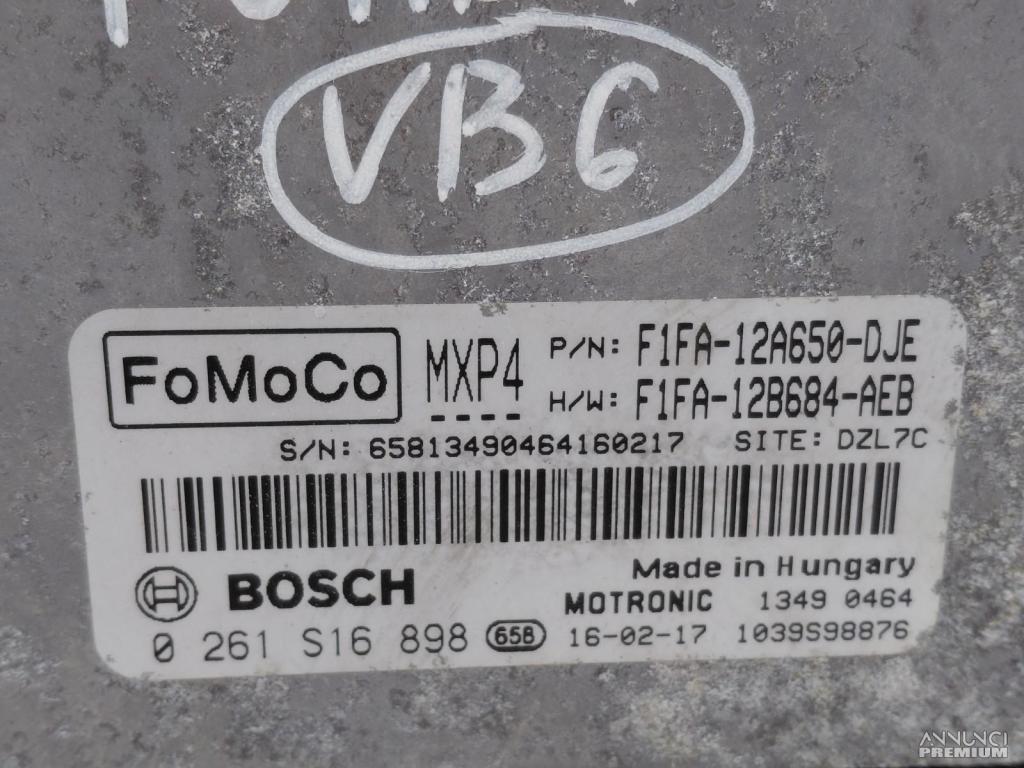 VB6
FoMoCo MXP4 P/N: F1FA-12A650-DJE
H/W: F1FA-12B684-AEB
S/N: 65813490464160217 SITE: DZL7C
BOSCH Made in Hungary
MOTRONIC 1349 0464
0 261 S16 898 658 16-02-17 1039S98876
ANNUNCI
PREMIUM